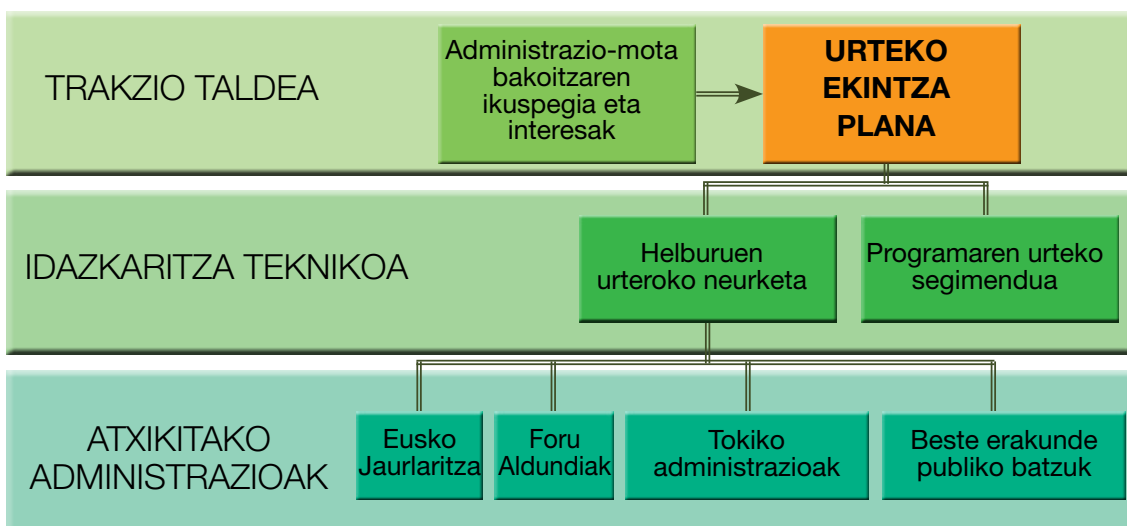 TRAKZIO TALDEA
Administrazio-mota
bakoitzaren
ikuspegia eta
interesak
URTEKO
EKINTZA
PLANA
IDAZKARITZA TEKNIKOA
Helburuen
urteroko neurketa
Programaren urteko
segimendua
ATXIKITAKO
ADMINISTRAZIOAK
Eusko
Jaurlaritza
Foru
Aldundiak
Tokiko
administrazioak
Beste erakunde
publiko batzuk